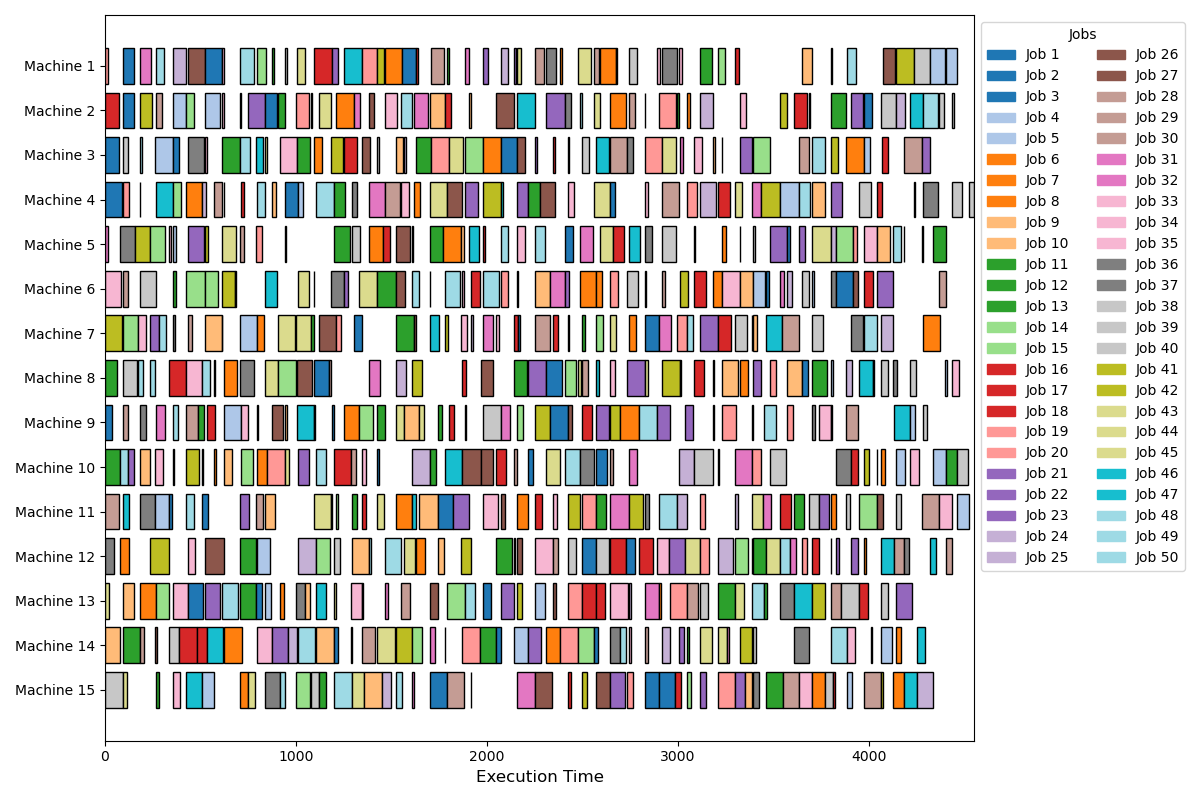 Machine 1
Machine 2
Machine 3
Machine 4
Machine 5
Machine 6
Machine 7
Machine 8
Machine 9
Machine 10
Machine 11
Machine 12
Machine 13
Machine 14
Machine 15
0 1000 2000 3000 4000
Execution Time
Jobs
Job 1
Job 2
Job 3
Job 4
Job 5
Job 6
Job 7
Job 8
Job 9
Job 10
Job 11
Job 12
Job 13
Job 14
Job 15
Job 16
Job 17
Job 18
Job 19
Job 20
Job 21
Job 22
Job 23
Job 24
Job 25
Job 26
Job 27
Job 28
Job 29
Job 30
Job 31
Job 32
Job 33
Job 34
Job 35
Job 36
Job 37
Job 38
Job 39
Job 40
Job 41
Job 42
Job 43
Job 44
Job 45
Job 46
Job 47
Job 48
Job 49
Job 50